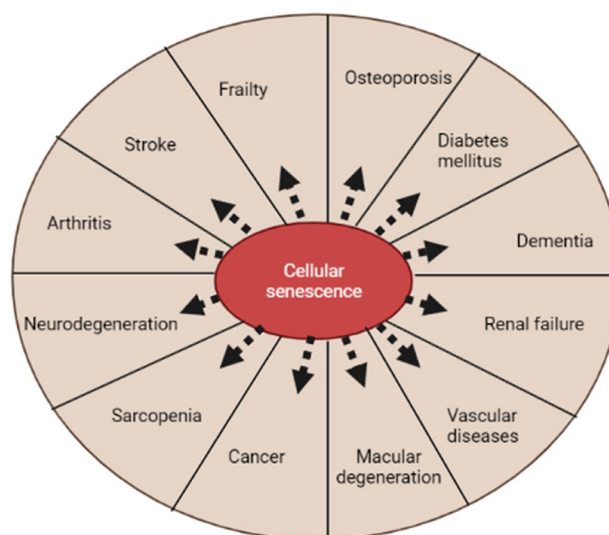 Frailty
Osteoporosis
Stroke
Diabetes
mellitus
Arthritis
Dementia
Cellular
senescence
Neurodegeneration
Renal failure
Sarcopenia
Vascular
diseases
Cancer
Macular
degeneration